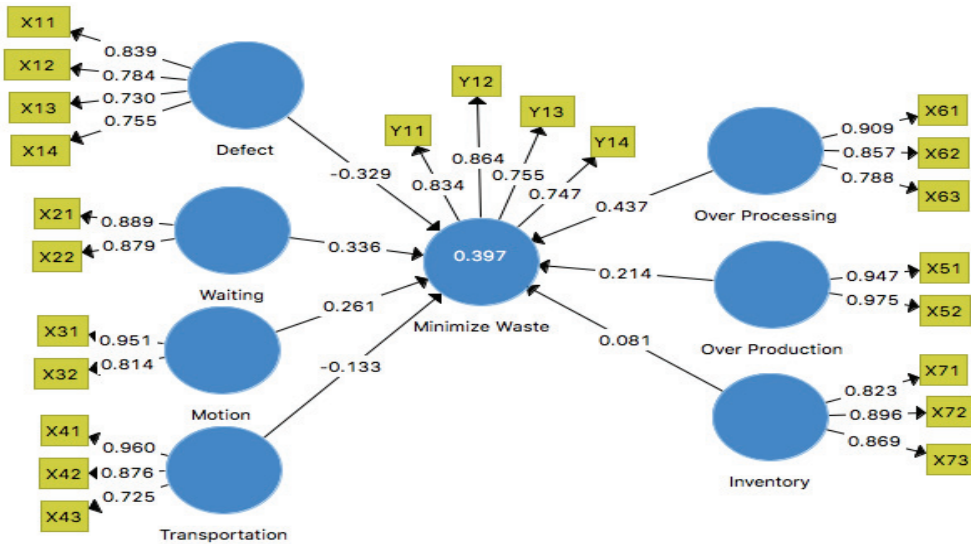 X11
X12
X13
X14
0.839
0.784
0.730
0.755
Defect
-0.329
X21
X22
0.889
0.879
Waiting
0.336
X31
X32
0.951
0.814
Motion
0.261
X41
X42
X43
0.960
0.876
0.725
Transportation
-0.133
Y11
Y12
Y13
Y14
0.834
0.864
0.755
0.747
0.397
Minimize Waste
X61
X62
X63
0.909
0.857
0.788
Over Processing
0.437
X51
X52
0.947
0.975
Over Production
0.214
X71
X72
X73
0.823
0.896
0.869
Inventory
0.081